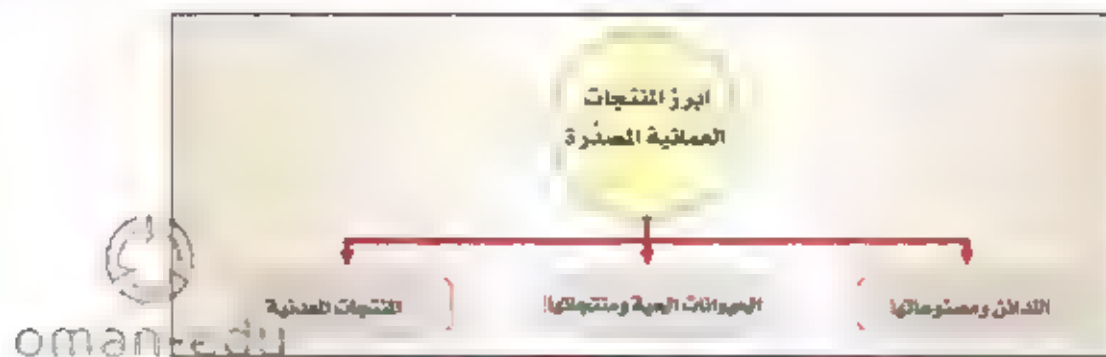 ابرز المنتجات
العمانية المصدرة
اللدائن ومصنوعاتها
الحيوانات الحية ومنتجاتها
المنتجات المعدنية
oman-edu